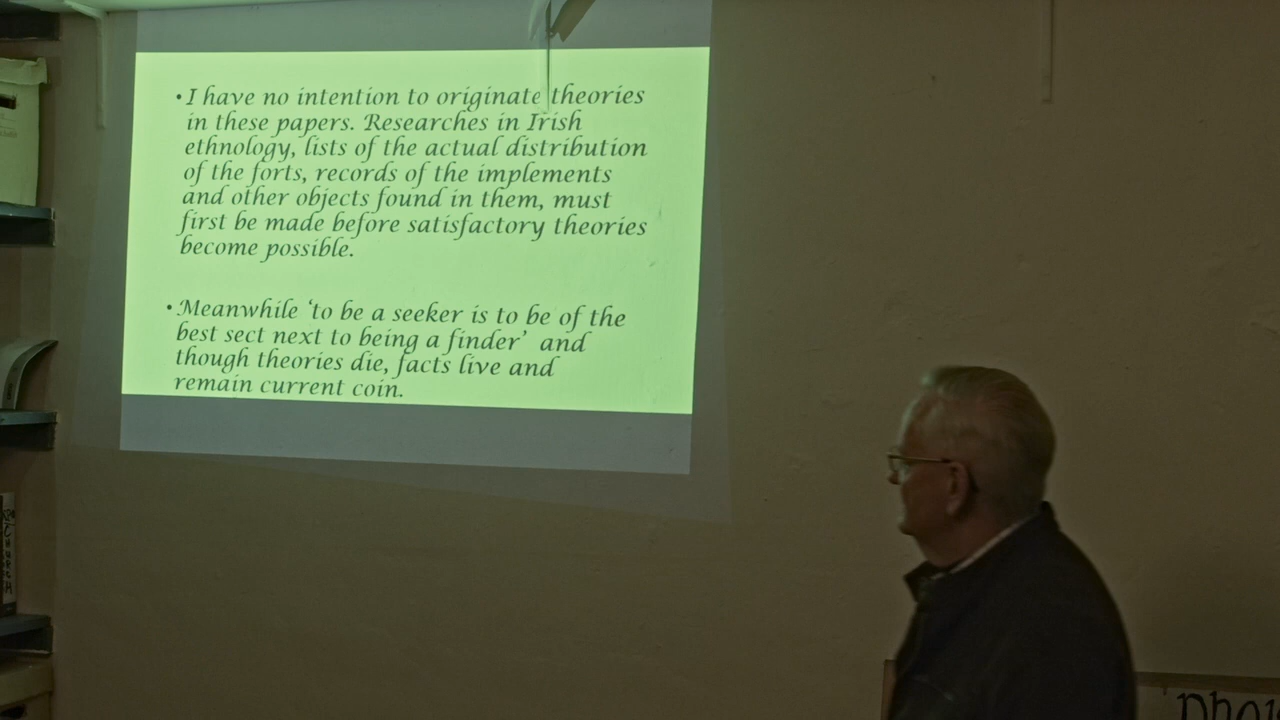 • I have no intention to originate theories
in these papers. Researches in Irish
ethnology, lists of the actual distribution
of the forts, records of the implements
and other objects found in them, must
first be made before satisfactory theories
become possible.
• Meanwhile ‘to be a seeker is to be of the
best sect next to being a finder’ and
though theories die, facts live and
remain current coin.